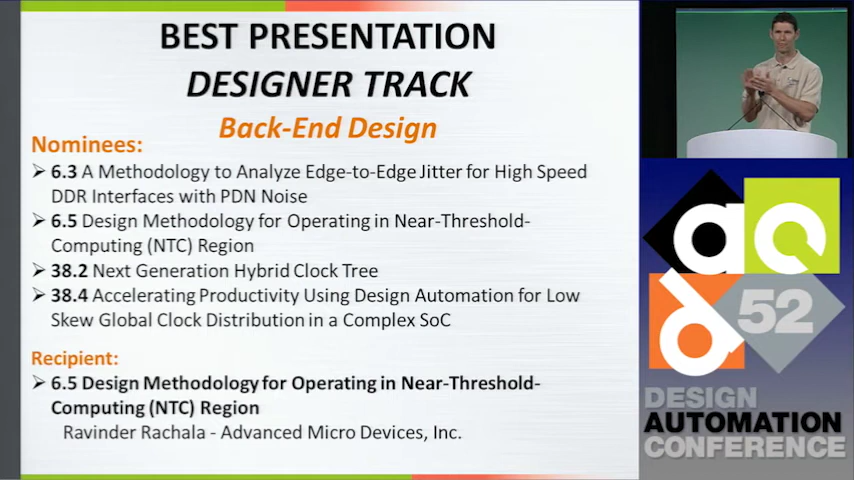 BEST PRESENTATION
DESIGNER TRACK
Back-End Design
Nominees:
➢ 6.3 A Methodology to Analyze Edge-to-Edge Jitter for High Speed
DDR Interfaces with PDN Noise
➢ 6.5 Design Methodology for Operating in Near-Threshold-
Computing (NTC) Region
➢ 38.2 Next Generation Hybrid Clock Tree
➢ 38.4 Accelerating Productivity Using Design Automation for Low
Skew Global Clock Distribution in a Complex SoC
Recipient:
➢ 6.5 Design Methodology for Operating in Near-Threshold-
Computing (NTC) Region
Ravinder Rachala - Advanced Micro Devices, Inc.
dac
52
DESIGN
AUTOMATION
CONFERENCE